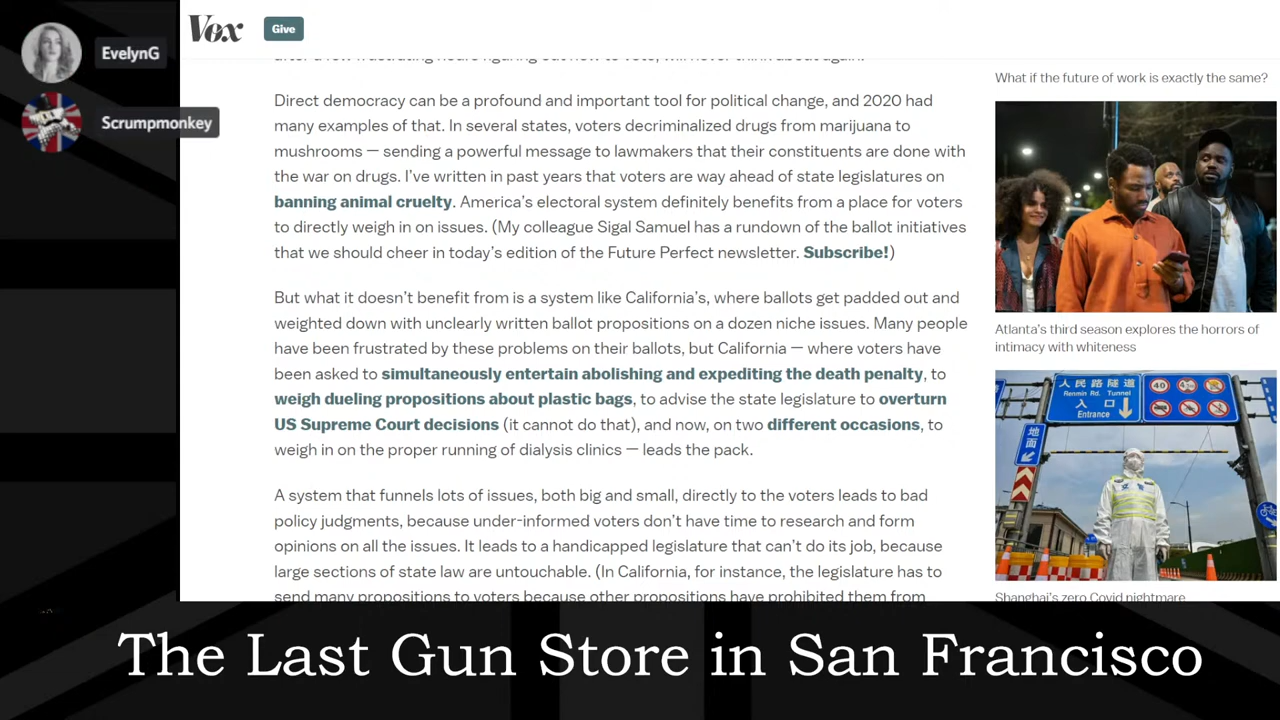 EvelynG
Scrumpmonkey
Vox
Give
after a few frustrating hours figuring out how to vote, will never think about again.
Direct democracy can be a profound and important tool for political change, and 2020 had
many examples of that. In several states, voters decriminalized drugs from marijuana to
mushrooms — sending a powerful message to lawmakers that their constituents are done with
the war on drugs. I've written in past years that voters are way ahead of state legislatures on
banning animal cruelty. America's electoral system definitely benefits from a place for voters
to directly weigh in on issues. (My colleague Sigal Samuel has a rundown of the ballot initiatives
that we should cheer in today's edition of the Future Perfect newsletter. Subscribe!)
But what it doesn't benefit from is a system like California's, where ballots get padded out and
weighted down with unclearly written ballot propositions on a dozen niche issues. Many people
have been frustrated by these problems on their ballots, but California — where voters have
been asked to simultaneously entertain abolishing and expediting the death penalty, to
weigh dueling propositions about plastic bags, to advise the state legislature to overturn
US Supreme Court decisions (it cannot do that), and now, on two different occasions, to
weigh in on the proper running of dialysis clinics — leads the pack.
A system that funnels lots of issues, both big and small, directly to the voters leads to bad
policy judgments, because under-informed voters don't have time to research and form
opinions on all the issues. It leads to a handicapped legislature that can't do its job, because
large sections of state law are untouchable. (In California, for instance, the legislature has to
send many propositions to voters because other propositions have prohibited them from
What if the future of work is exactly the same?
Atlanta's third season explores the horrors of
intimacy with whiteness
人民路隧道
Renmin Rd. Tunnel
入口
Entrance
40
地面
Shanghai's zero Covid nightmare
The Last Gun Store in San Francisco